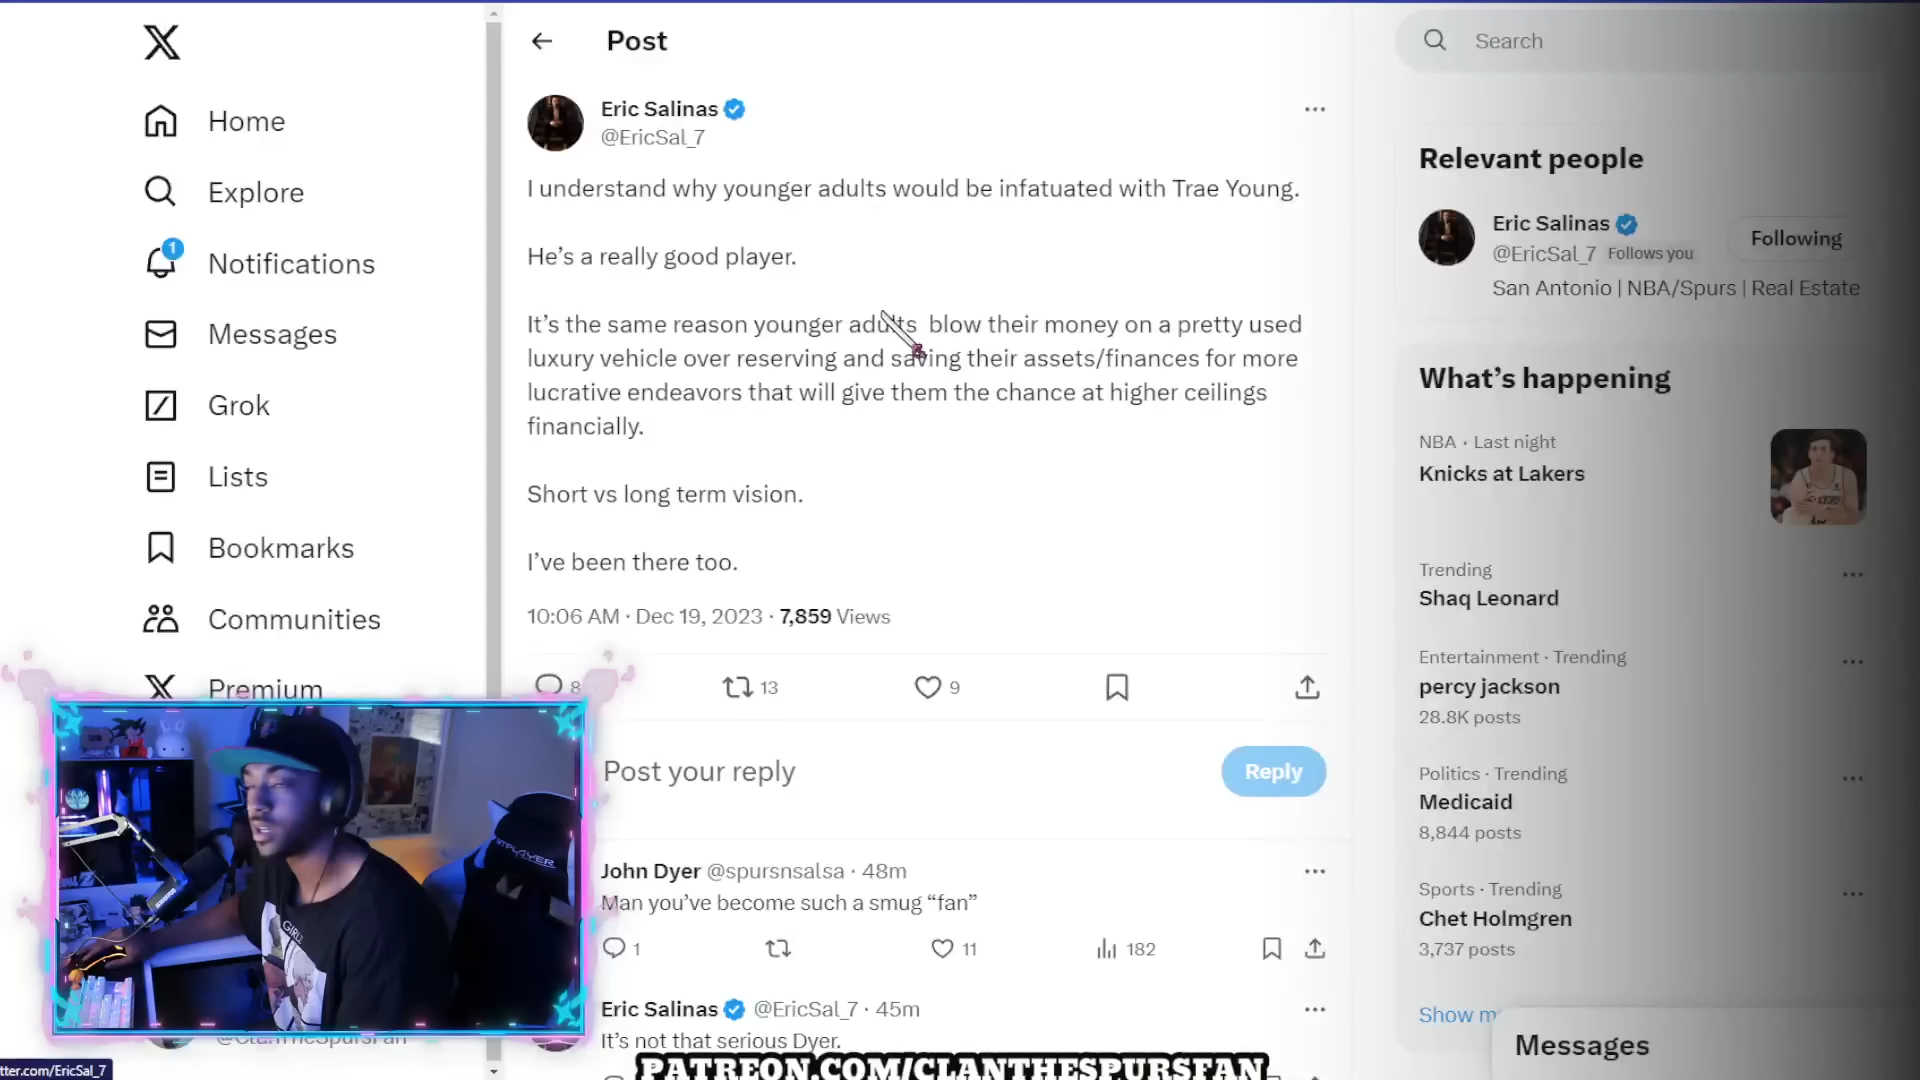 Home
Explore
1
Notifications
Messages
Grok
Lists
Bookmarks
Communities
Premium
Post
Eric Salinas
@EricSal_7
I understand why younger adults would be infatuated with Trae Young.
He's a really good player.
It's the same reason younger adults blow their money on a pretty used
luxury vehicle over reserving and saving their assets/finances for more
lucrative endeavors that will give them the chance at higher ceilings
financially.
Short vs long term vision.
I've been there too.
10:06 AM · Dec 19, 2023 · 7,859 Views
8
13
9
Post your reply
Reply
John Dyer @spursnsalsa · 48m
Man you've become such a smug “fan”
1
11
182
Eric Salinas @EricSal_7 · 45m
It's not that serious Dyer.
PATREON.COM/CLANTHESPURSFAN
Search
Relevant people
Eric Salinas
@EricSal_7 Follows you
Following
San Antonio | NBA/Spurs | Real Estate
What's happening
NBA · Last night
Knicks at Lakers
Trending
Shaq Leonard
Entertainment · Trending
percy jackson
28.8K posts
Politics · Trending
Medicaid
8,844 posts
Sports · Trending
Chet Holmgren
3,737 posts
Show
Messages
tter.com/EricSal_7